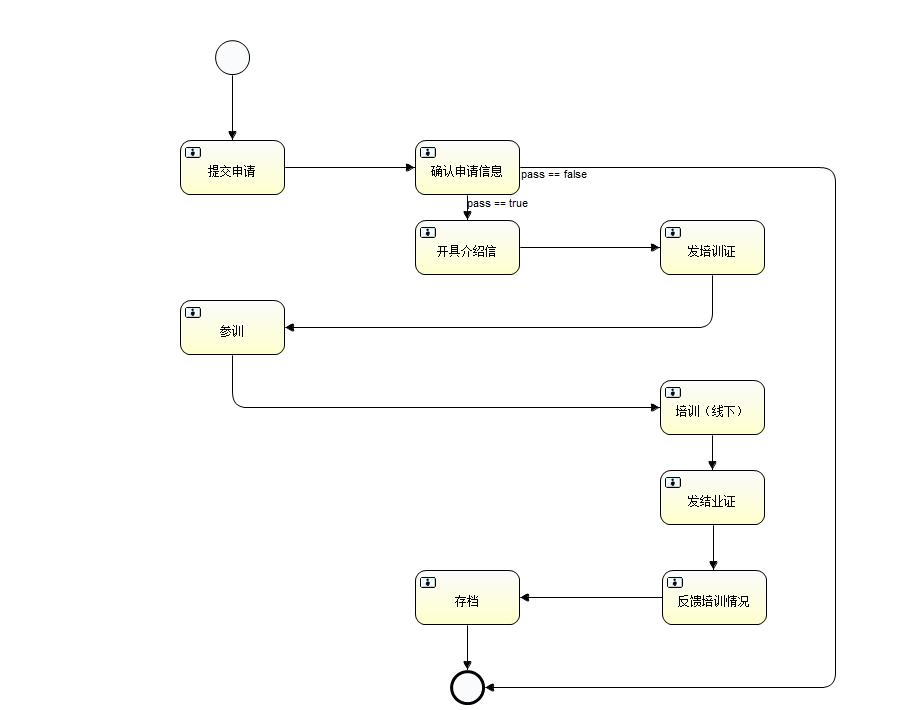 提交申请
确认申请信息
pass == false
pass == true
开具介绍信
发培训证
参训
培训（线下）
发结业证
存档
反馈培训情况